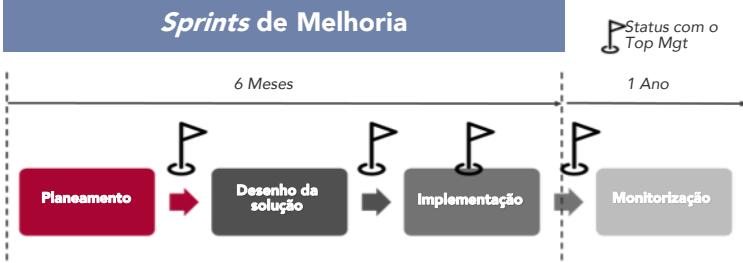 Sprints de Melhoria
Status com o
Top Mgt
6 Meses
1 Ano
Planeamento
Desenho da
solução
Implementação
Monitorização